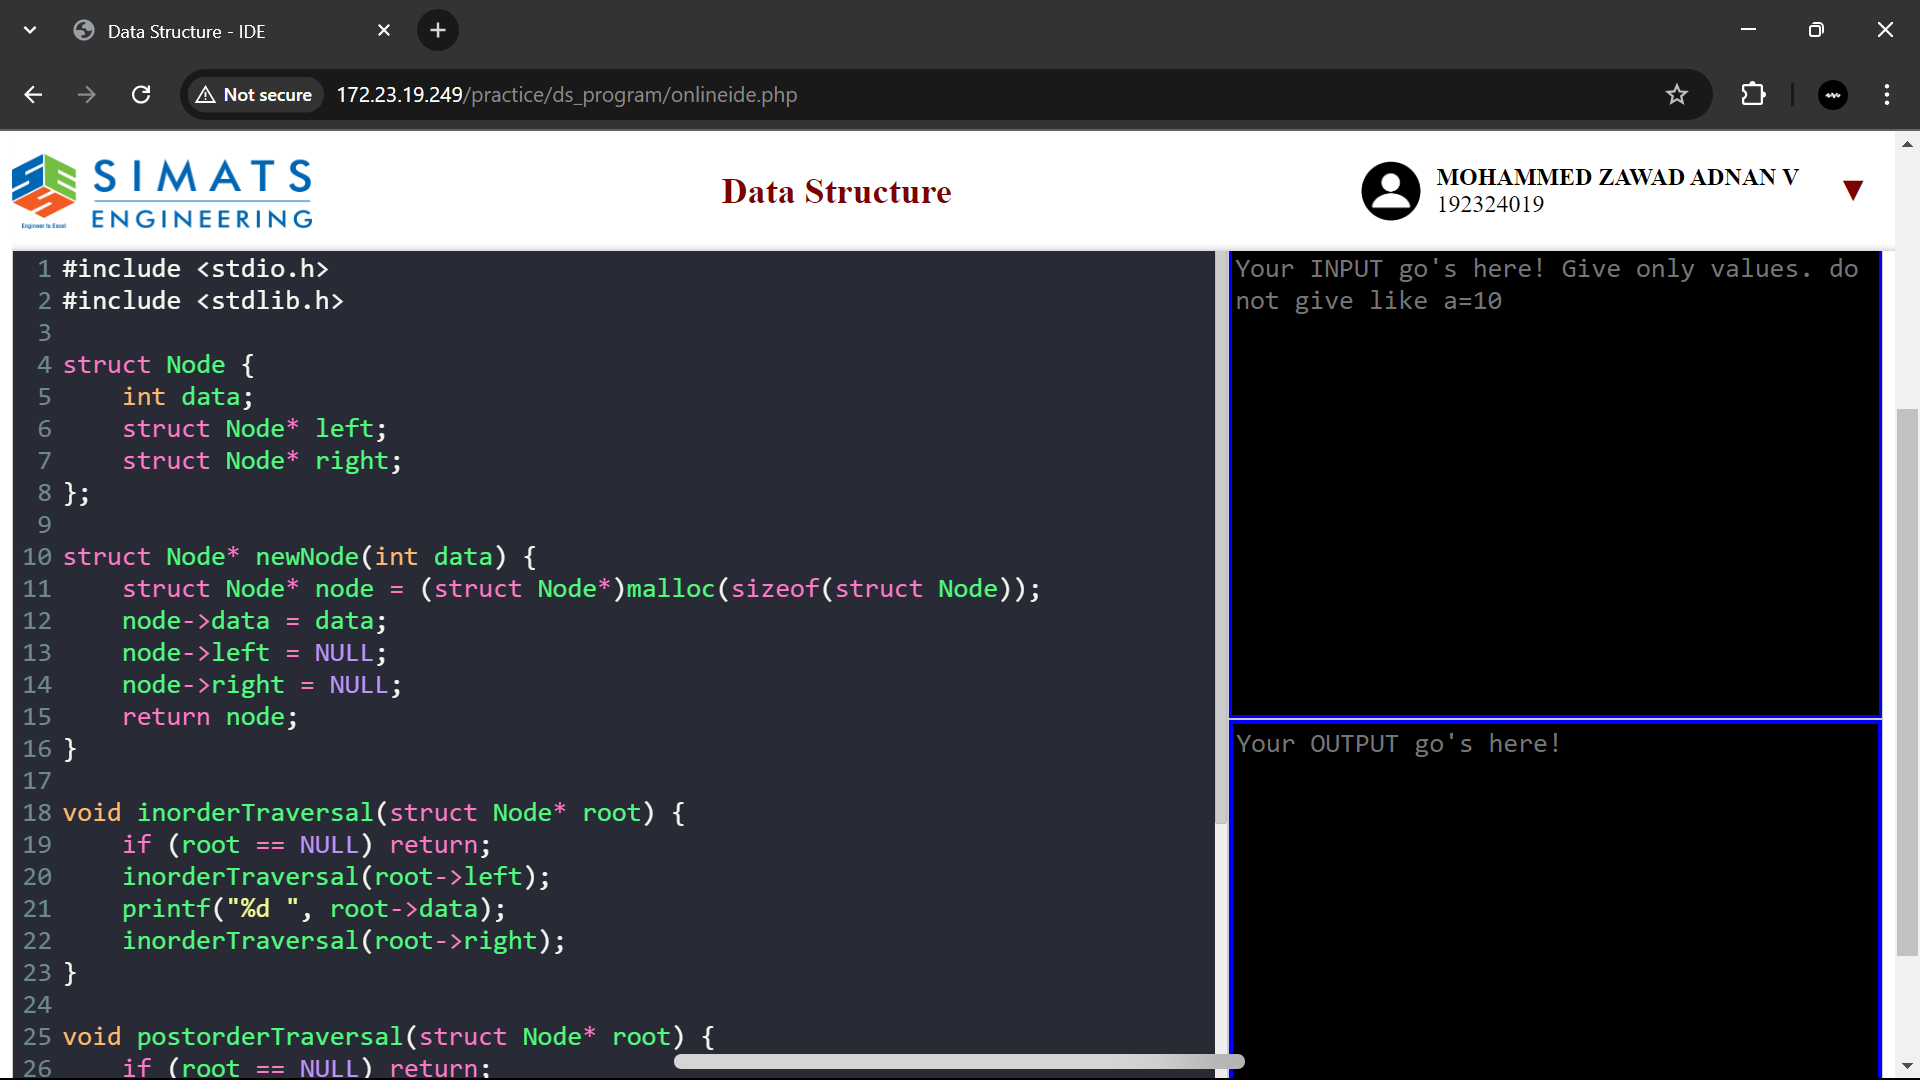 Data Structure - IDE
Not secure
172.23.19.249/practice/ds_program/onlineide.php
SIMATS
ENGINEERING
Engineer to Excel
Data Structure
MOHAMMED ZAWAD ADNAN V
192324019
1 #include <stdio.h>
2 #include <stdlib.h>
3
4 struct Node {
5     int data;
6     struct Node* left;
7     struct Node* right;
8 };
9
10 struct Node* newNode(int data) {
11     struct Node* node = (struct Node*)malloc(sizeof(struct Node));
12     node->data = data;
13     node->left = NULL;
14     node->right = NULL;
15     return node;
16 }
17
18 void inorderTraversal(struct Node* root) {
19     if (root == NULL) return;
20     inorderTraversal(root->left);
21     printf("%d ", root->data);
22     inorderTraversal(root->right);
23 }
24
25 void postorderTraversal(struct Node* root) {
26     if (root == NULL) return;
Your INPUT go's here! Give only values. do
not give like a=10
Your OUTPUT go's here!